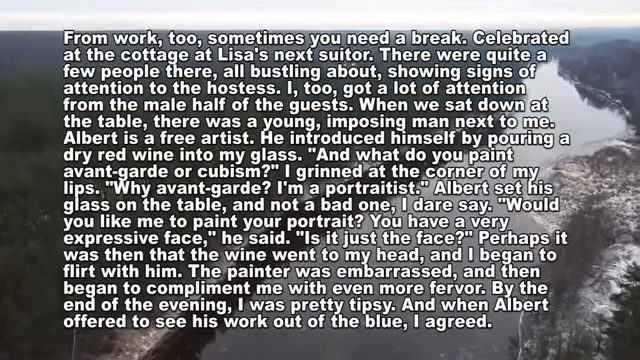 From work, too, sometimes you need a break. Celebrated
at the cottage at Lisa's next suitor. There were quite a
few people there, all bustling about, showing signs of
attention to the hostess. I, too, got a lot of attention
from the male half of the guests. When we sat down at
the table, there was a young, imposing man next to me.
Albert is a free artist. He introduced himself by pouring a
dry red wine into my glass. "And what do you paint
avant-garde or cubism?" I grinned at the corner of my
lips. "Why avant-garde? I'm a portraitist." Albert set his
glass on the table, and not a bad one, I dare say. "Would
you like me to paint your portrait? You have a very
expressive face," he said. "Is it just the face?" Perhaps it
was then that the wine went to my head, and I began to
flirt with him. The painter was embarrassed, and then
began to compliment me with even more fervor. By the
end of the evening, I was pretty tipsy. And when Albert
offered to see his work out of the blue, I agreed.